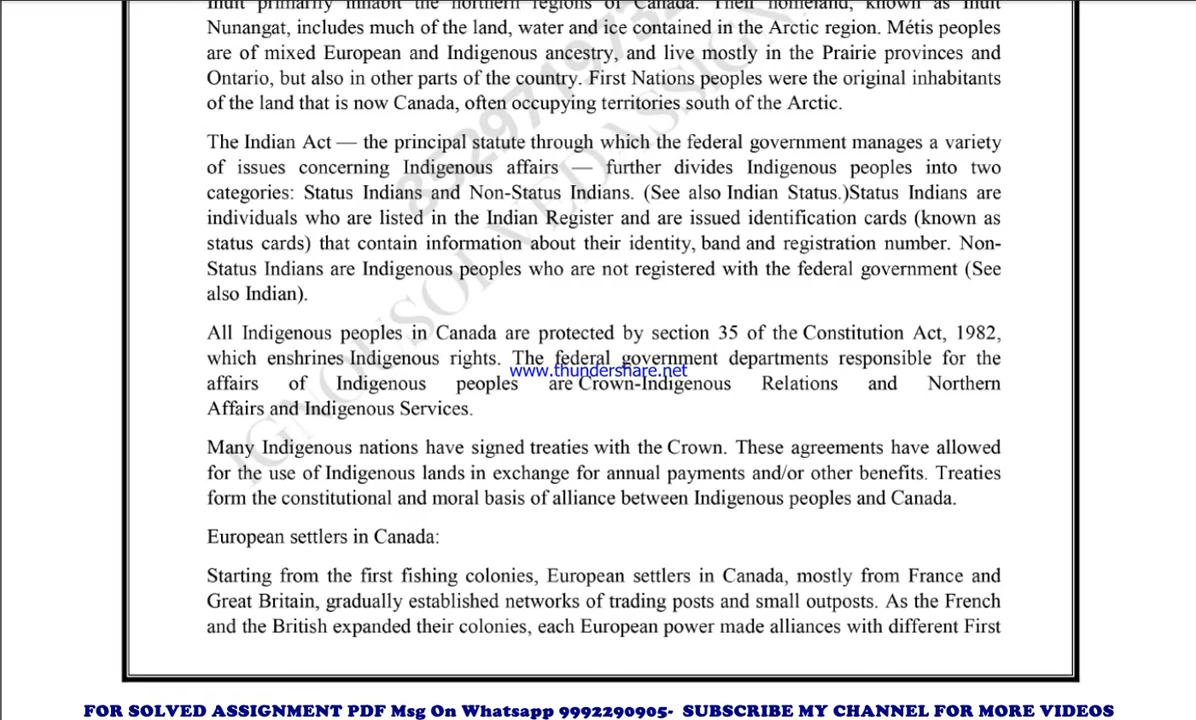 Inuit primarily inhabit the northern regions of Canada. Their homeland, known as Inuit
Nunangat, includes much of the land, water and ice contained in the Arctic region. Métis peoples
are of mixed European and Indigenous ancestry, and live mostly in the Prairie provinces and
Ontario, but also in other parts of the country. First Nations peoples were the original inhabitants
of the land that is now Canada, often occupying territories south of the Arctic.
The Indian Act — the principal statute through which the federal government manages a variety
of issues concerning Indigenous affairs — further divides Indigenous peoples into two
categories: Status Indians and Non-Status Indians. (See also Indian Status.)Status Indians are
individuals who are listed in the Indian Register and are issued identification cards (known as
status cards) that contain information about their identity, band and registration number. Non-
Status Indians are Indigenous peoples who are not registered with the federal government (See
also Indian).
All Indigenous peoples in Canada are protected by section 35 of the Constitution Act, 1982,
which enshrines Indigenous rights. The federal government departments responsible for the
www.thundershare.net
affairs of Indigenous peoples are Crown-Indigenous Relations and Northern
Affairs and Indigenous Services.
Many Indigenous nations have signed treaties with the Crown. These agreements have allowed
for the use of Indigenous lands in exchange for annual payments and/or other benefits. Treaties
form the constitutional and moral basis of alliance between Indigenous peoples and Canada.
European settlers in Canada:
Starting from the first fishing colonies, European settlers in Canada, mostly from France and
Great Britain, gradually established networks of trading posts and small outposts. As the French
and the British expanded their colonies, each European power made alliances with different First
IGNOU SOLVED
FOR SOLVED ASSIGNMENT PDF Msg On Whatsapp 9992290905- SUBSCRIBE MY CHANNEL FOR MORE VIDEOS